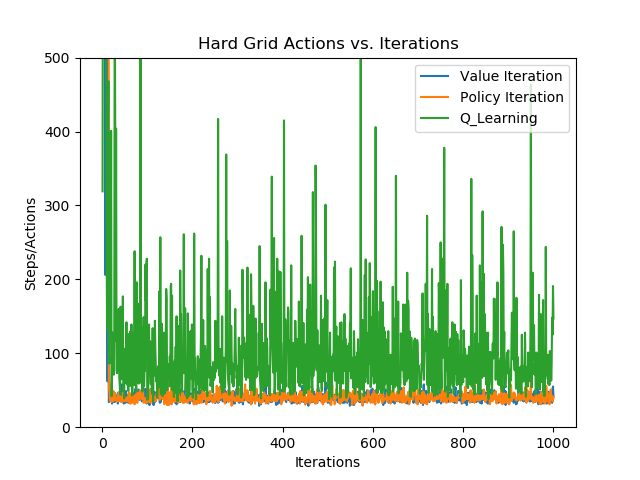 Hard Grid Actions vs. Iterations
Value Iteration
Policy Iteration
Q_Learning
Steps/Actions
500
400
300
200
100
0
0
200
400
600
800
1000
Iterations